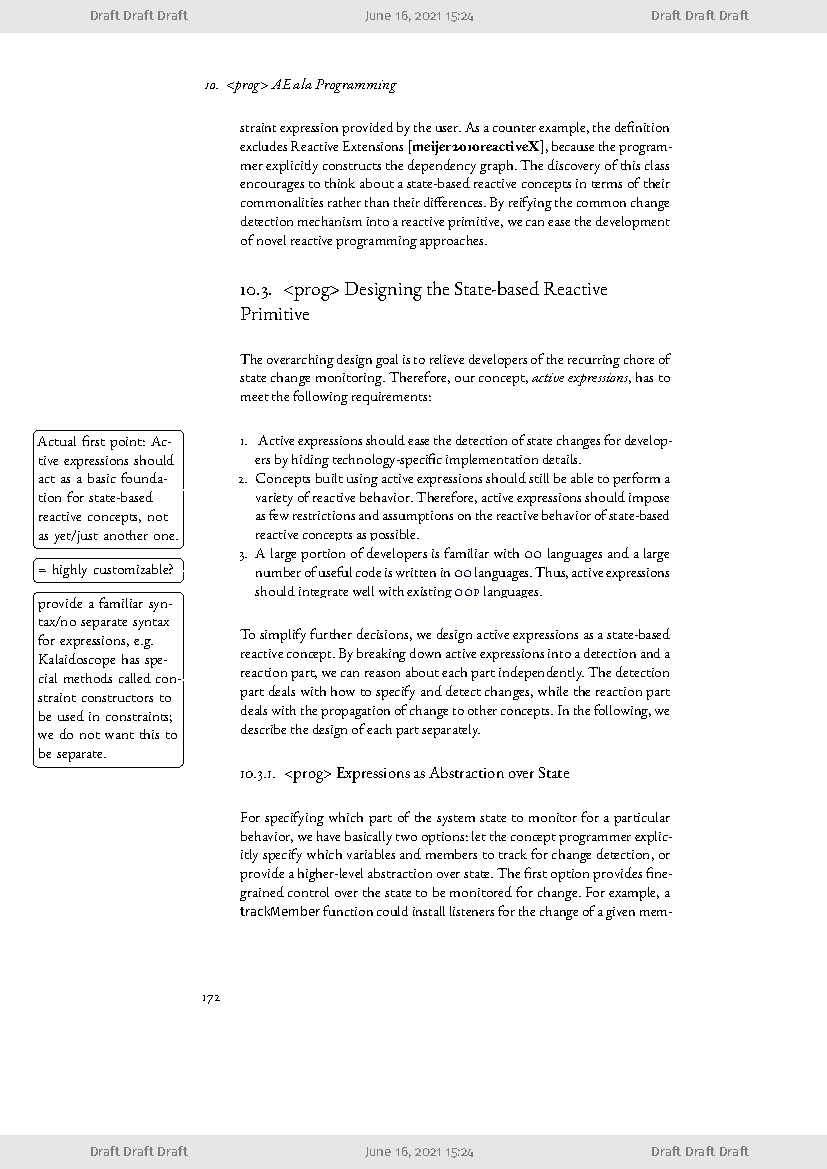 Draft Draft Draft June 16, 2021 15:24 Draft Draft Draft
10. <prog> AE ala Programming
straint expression provided by the user. As a counter example, the definition
excludes Reactive Extensions [meijer2010reactiveX], because the program-
mer explicitly constructs the dependency graph. The discovery of this class
encourages to think about a state-based reactive concepts in terms of their
commonalities rather than their differences. By reifying the common change
detection mechanism into a reactive primitive, we can ease the development
of novel reactive programming approaches.
10.3. <prog> Designing the State-based Reactive
Primitive
The overarching design goal is to relieve developers of the recurring chore of
state change monitoring. Therefore, our concept, active expressions, has to
meet the following requirements:
Actual first point: Ac-
tive expressions should
act as a basic founda-
tion for state-based
reactive concepts, not
as yet/just another one.
= highly customizable?
provide a familiar syn-
tax/no separate syntax
for expressions, e.g.
Kalaidoscope has spe-
cial methods called con-
straint constructors to
be used in constraints;
we do not want this to
be separate.
1. Active expressions should ease the detection of state changes for develop-
ers by hiding technology-specific implementation details.
2. Concepts built using active expressions should still be able to perform a
variety of reactive behavior. Therefore, active expressions should impose
as few restrictions and assumptions on the reactive behavior of state-based
reactive concepts as possible.
3. A large portion of developers is familiar with OO languages and a large
number of useful code is written in OO languages. Thus, active expressions
should integrate well with existing OOP languages.
To simplify further decisions, we design active expressions as a state-based
reactive concept. By breaking down active expressions into a detection and a
reaction part, we can reason about each part independently. The detection
part deals with how to specify and detect changes, while the reaction part
deals with the propagation of change to other concepts. In the following, we
describe the design of each part separately.
10.3.1. <prog> Expressions as Abstraction over State
For specifying which part of the system state to monitor for a particular
behavior, we have basically two options: let the concept programmer explic-
itly specify which variables and members to track for change detection, or
provide a higher-level abstraction over state. The first option provides fine-
grained control over the state to be monitored for change. For example, a
trackMember function could install listeners for the change of a given mem-
172
Draft Draft Draft June 16, 2021 15:24 Draft Draft Draft